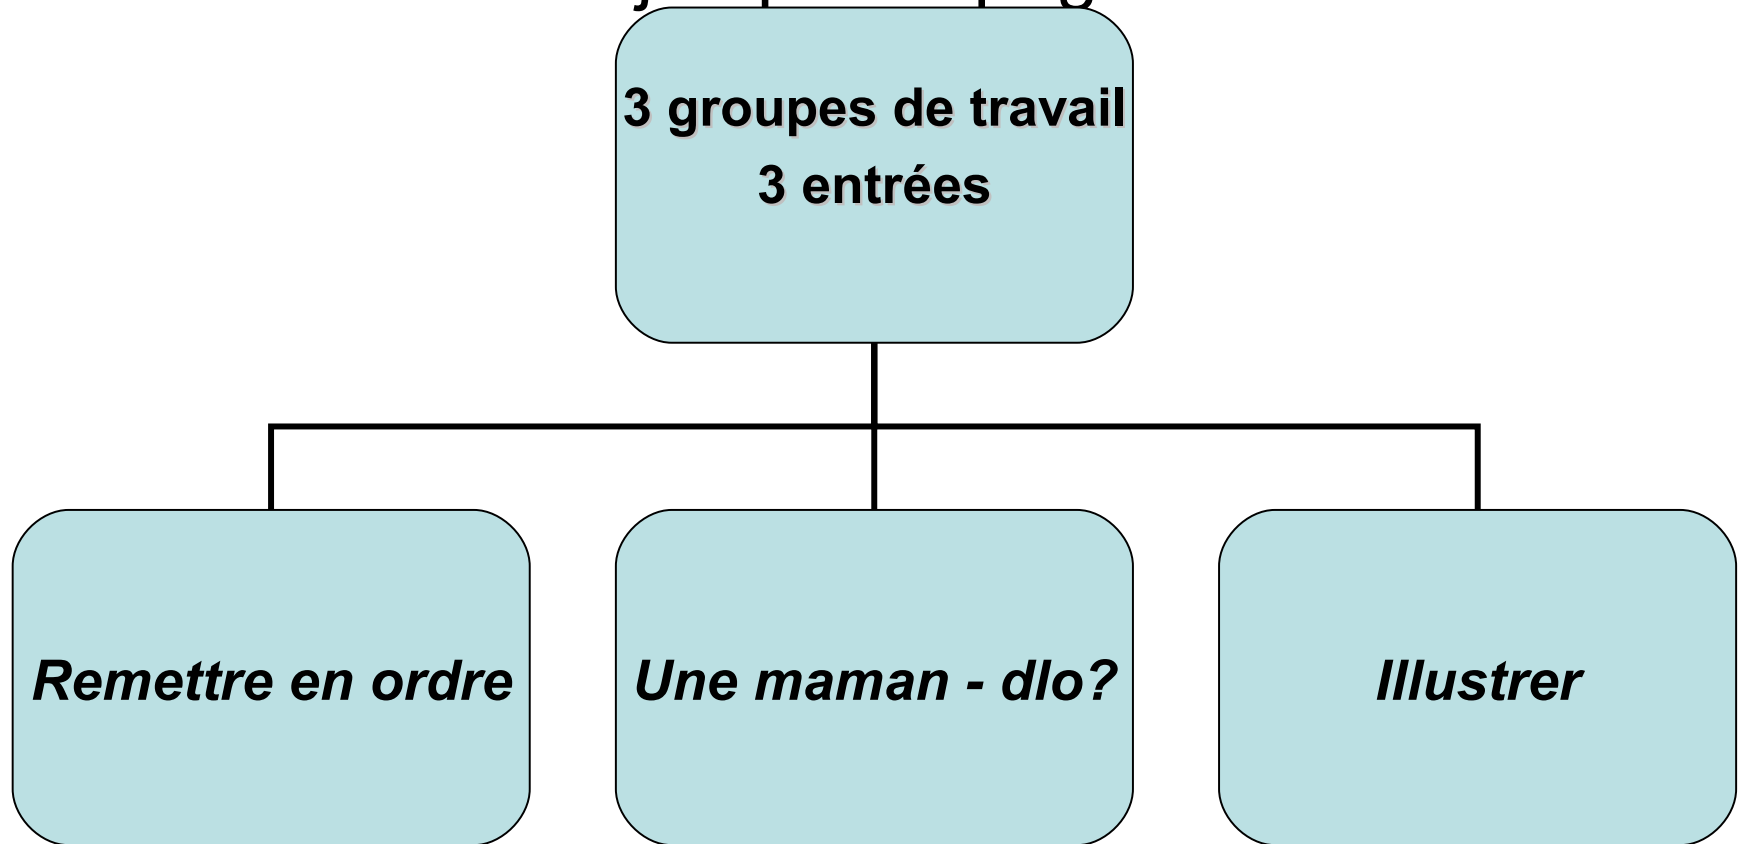 3 groupes de travail
3 entrées
Remettre en ordre
Une maman - dlo?
Illustrer